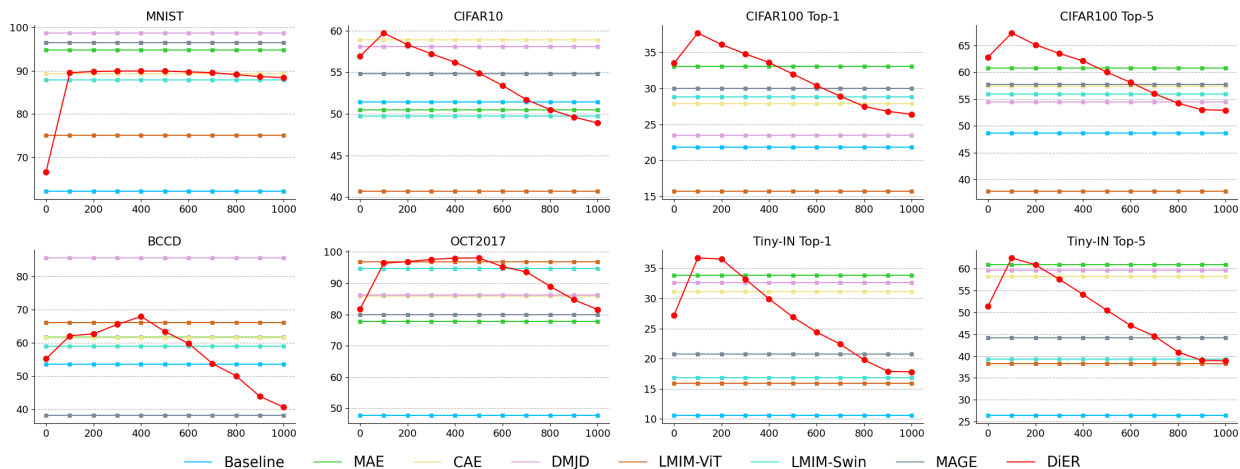 MNIST
CIFAR10
CIFAR100 Top-1
CIFAR100 Top-5
100
90
80
70
0 200 400 600 800 1000
60
55
50
45
40
0 200 400 600 800 1000
35
30
25
20
15
0 200 400 600 800 1000
65
60
55
50
45
40
0 200 400 600 800 1000
BCCD
OCT2017
Tiny-IN Top-1
Tiny-IN Top-5
80
70
60
50
40
0 200 400 600 800 1000
100
90
80
70
60
50
0 200 400 600 800 1000
35
30
25
20
15
10
0 200 400 600 800 1000
60
55
50
45
40
35
30
25
0 200 400 600 800 1000
Baseline MAE CAE DMJD LMIM-ViT LMIM-Swin MAGE DiER